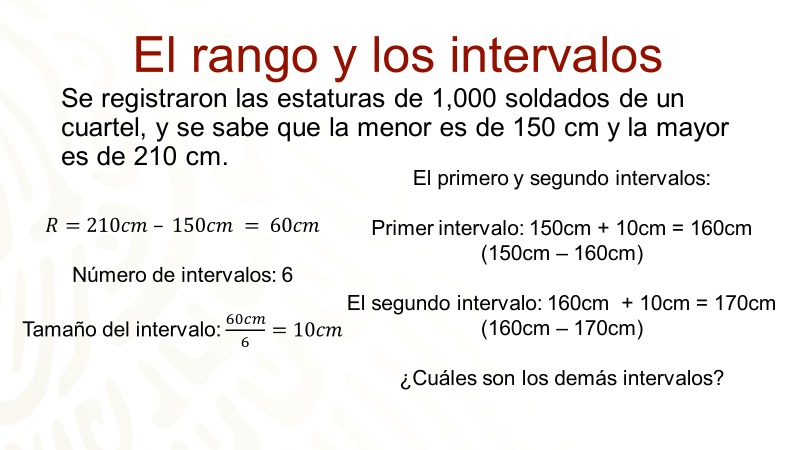 El rango y los intervalos
Se registraron las estaturas de 1,000 soldados de un
cuartel, y se sabe que la menor es de 150 cm y la mayor
es de 210 cm.
R = 210cm – 150cm = 60cm
Número de intervalos: 6
Tamaño del intervalo: 60cm/6 = 10cm
El primero y segundo intervalos:
Primer intervalo: 150cm + 10cm = 160cm
(150cm – 160cm)
El segundo intervalo: 160cm + 10cm = 170cm
(160cm – 170cm)
¿Cuáles son los demás intervalos?